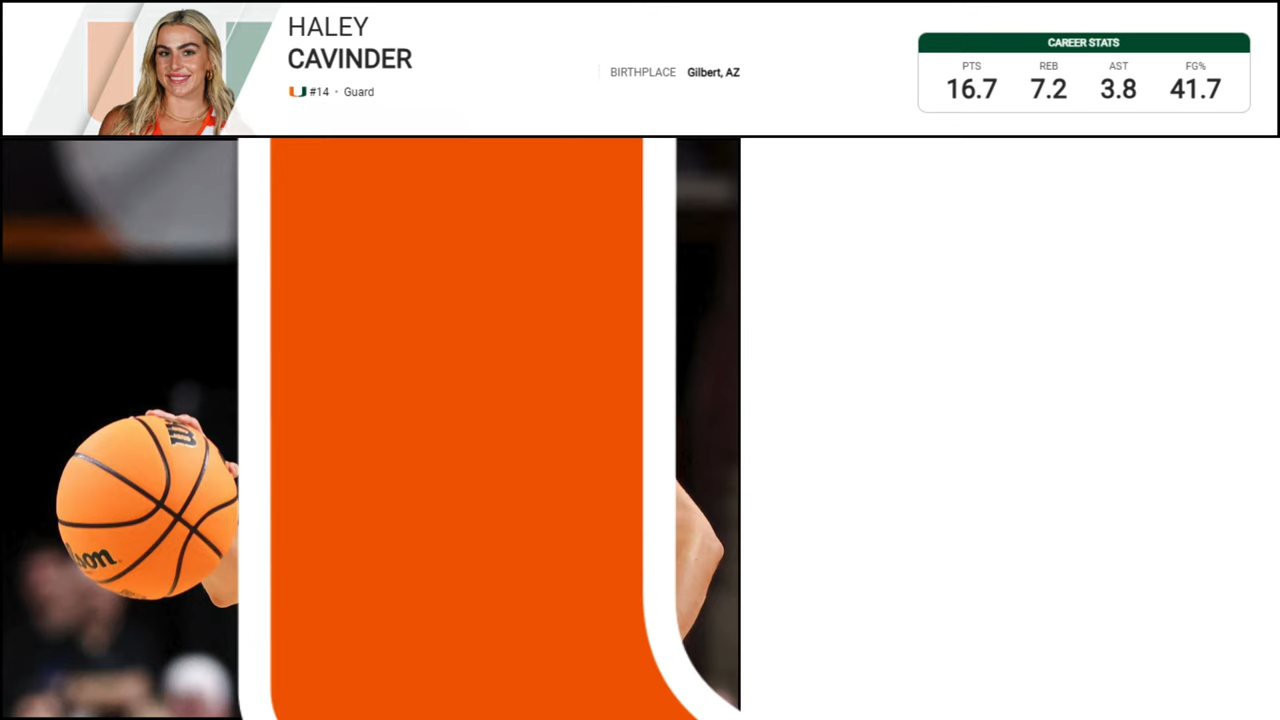 HALEY
CAVINDER
#14 • Guard
BIRTHPLACE Gilbert, AZ
CAREER STATS
PTS REB AST FG%
16.7 7.2 3.8 41.7
W
lson